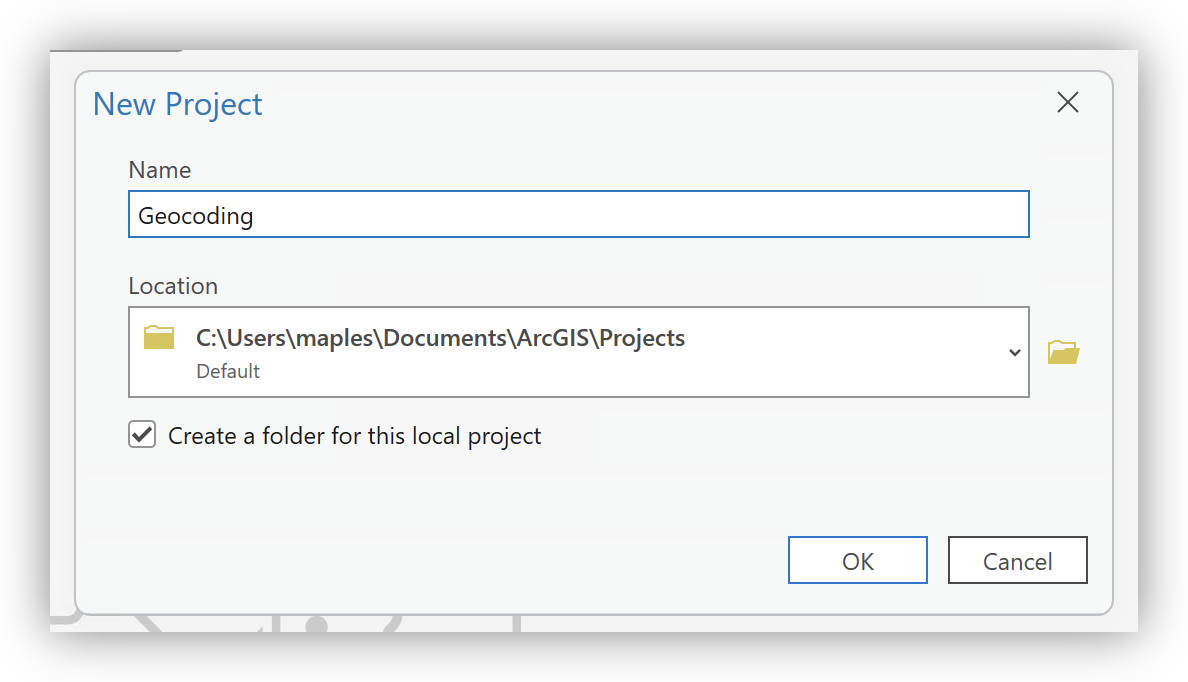 New Project
Name
Geocoding
Location
C:\Users\maples\Documents\ArcGIS\Projects
Default
Create a folder for this local project
OK
Cancel